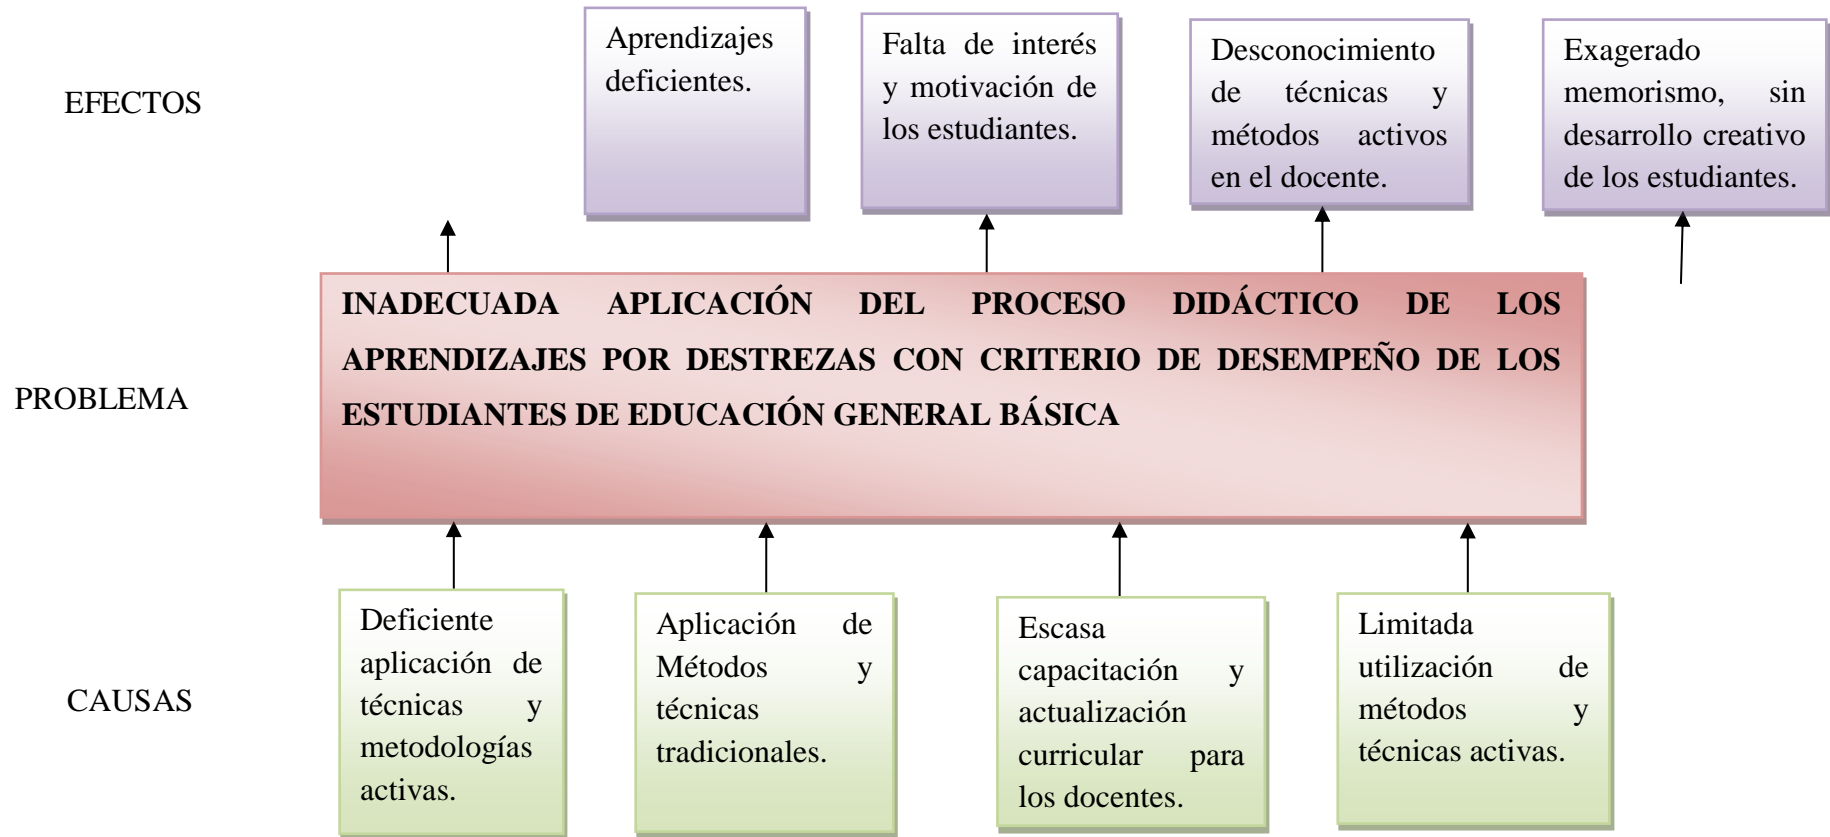 EFECTOS
Aprendizajes
deficientes.
Falta de interés
y motivación de
los estudiantes.
Desconocimiento
de técnicas y
métodos activos
en el docente.
Exagerado
memorismo, sin
desarrollo creativo
de los estudiantes.
PROBLEMA
INADECUADA APLICACIÓN DEL PROCESO DIDÁCTICO DE LOS
APRENDIZAJES POR DESTREZAS CON CRITERIO DE DESEMPEÑO DE LOS
ESTUDIANTES DE EDUCACIÓN GENERAL BÁSICA
CAUSAS
Deficiente
aplicación de
técnicas y
metodologías
activas.
Aplicación de
Métodos y
técnicas
tradicionales.
Escasa
capacitación y
actualización
curricular para
los docentes.
Limitada
utilización de
métodos y
técnicas activas.